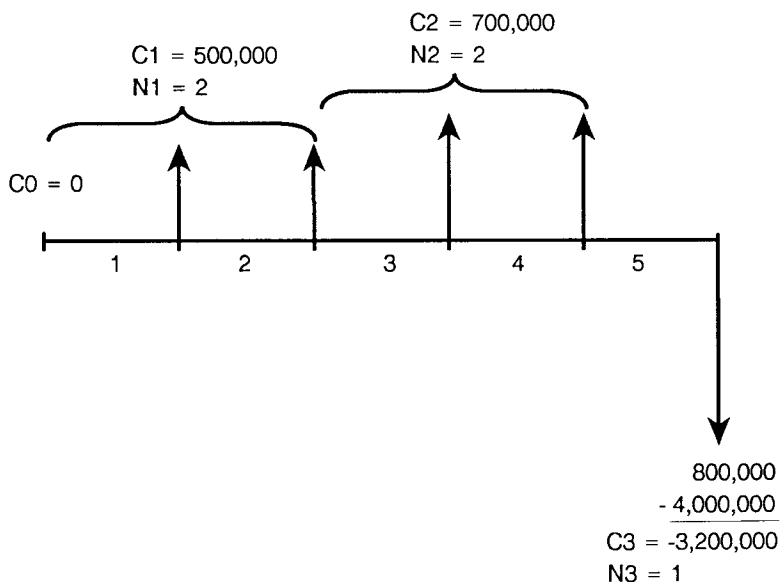 C2 = 700,000
N2 = 2
C1 = 500,000
N1 = 2
C0 = 0
1 2 3 4 5
800,000
- 4,000,000
C3 = -3,200,000
N3 = 1